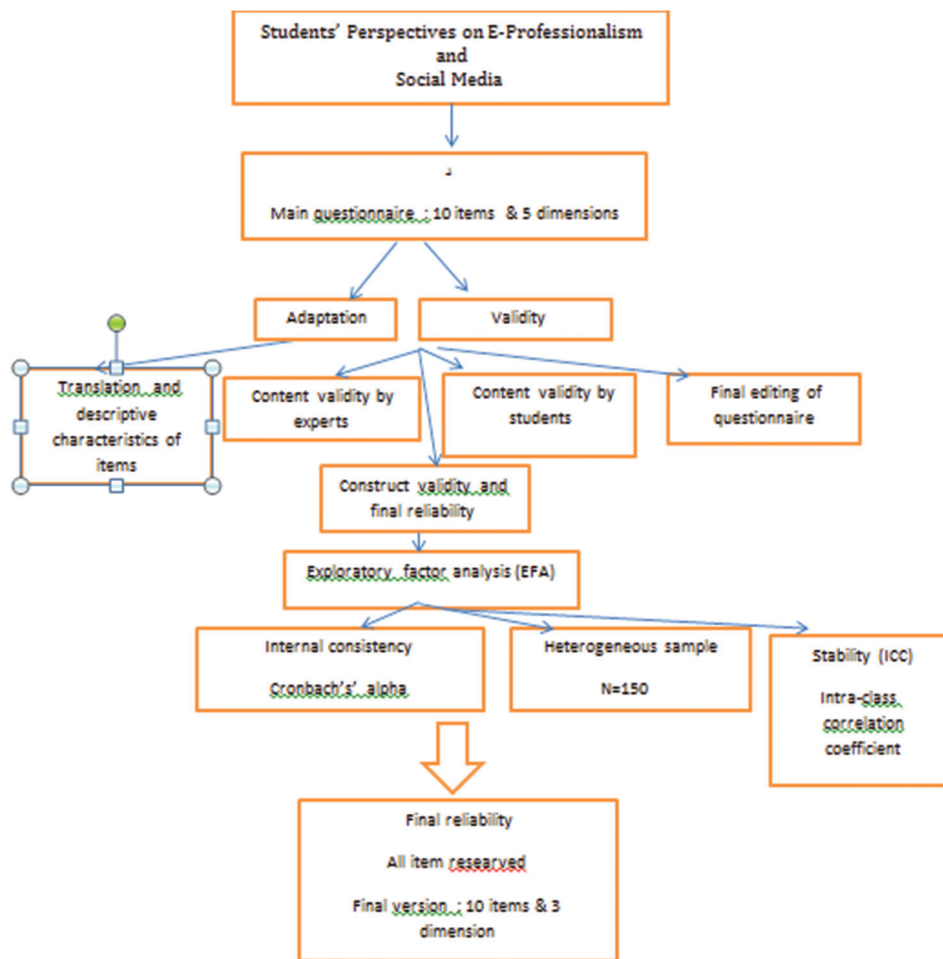 Students' Perspectives on E-Professionalism
and
Social Media
د
Main questionnaire : 10 items & 5 dimensions
Adaptation
Validity
Translation and
descriptive
characteristics of
items
Content validity by
experts
Content validity by
students
Final editing of
questionnaire
Construct validity and
final reliability
Exploratory factor analysis (EFA)
Internal consistency
Cronbach's' alpha
Heterogeneous sample
N=150
Stability (ICC)
Intra-class
correlation
coefficient
Final reliability
All item researved
Final version : 10 items & 3
dimension